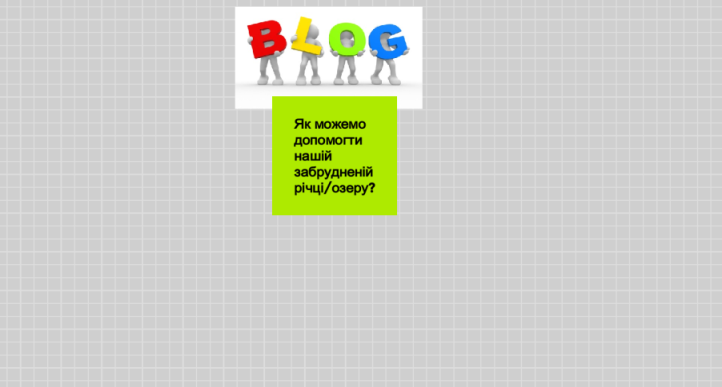 BLOG
Як можемо
допомогти
нашій
забрудненій
річці/озеру?